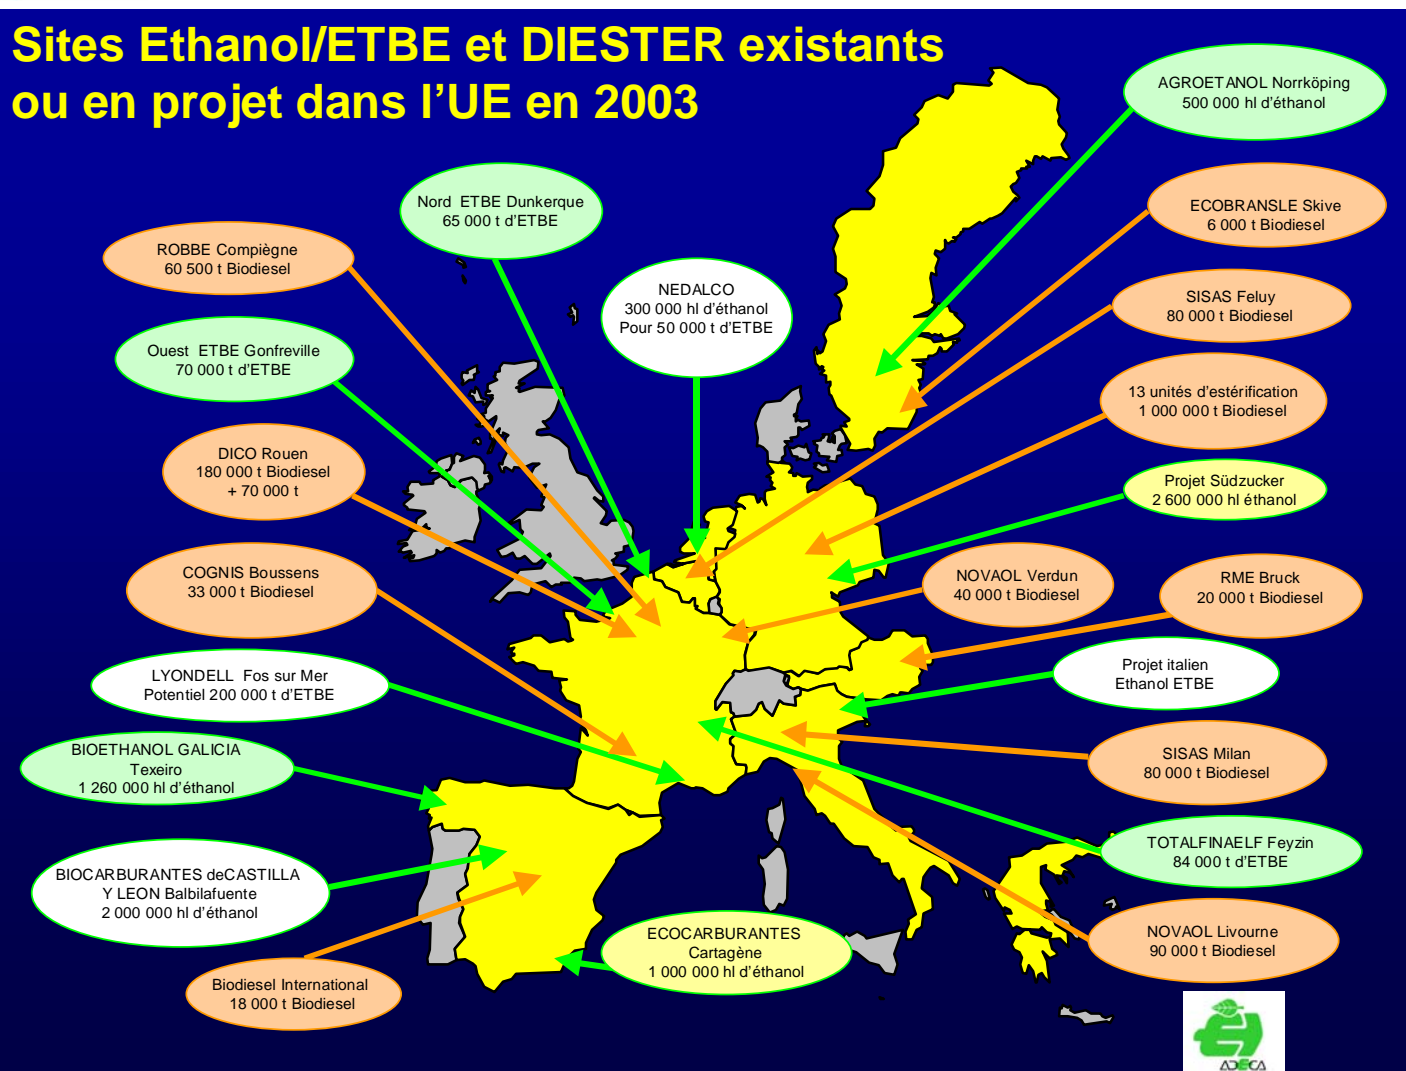 Sites Ethanol/ETBE et DIESTER existants
ou en projet dans l'UE en 2003
AGROETANOL Norrköping
500 000 hl d'éthanol
Nord ETBE Dunkerque
65 000 t d'ETBE
ECOBRANSLE Skive
6 000 t Biodiesel
ROBBE Compiègne
60 500 t Biodiesel
NEDALCO
300 000 hl d'éthanol
Pour 50 000 t d'ETBE
SISAS Feluy
80 000 t Biodiesel
Ouest ETBE Gonfreville
70 000 t d'ETBE
13 unités d'estérification
1 000 000 t Biodiesel
DICO Rouen
180 000 t Biodiesel
+ 70 000 t
Projet Südzucker
2 600 000 hl éthanol
COGNIS Boussens
33 000 t Biodiesel
NOVAOL Verdun
40 000 t Biodiesel
RME Bruck
20 000 t Biodiesel
LYONDELL Fos sur Mer
Potentiel 200 000 t d'ETBE
Projet italien
Ethanol ETBE
BIOETHANOL GALICIA
Texeiro
1 260 000 hl d'éthanol
SISAS Milan
80 000 t Biodiesel
TOTALFINAELF Feyzin
84 000 t d'ETBE
BIOCARBURANTES deCASTILLA
Y LEON Balbilafuente
2 000 000 hl d'éthanol
ECOCARBURANTES
Cartagène
1 000 000 hl d'éthanol
NOVAOL Livourne
90 000 t Biodiesel
Biodiesel International
18 000 t Biodiesel
ADECA